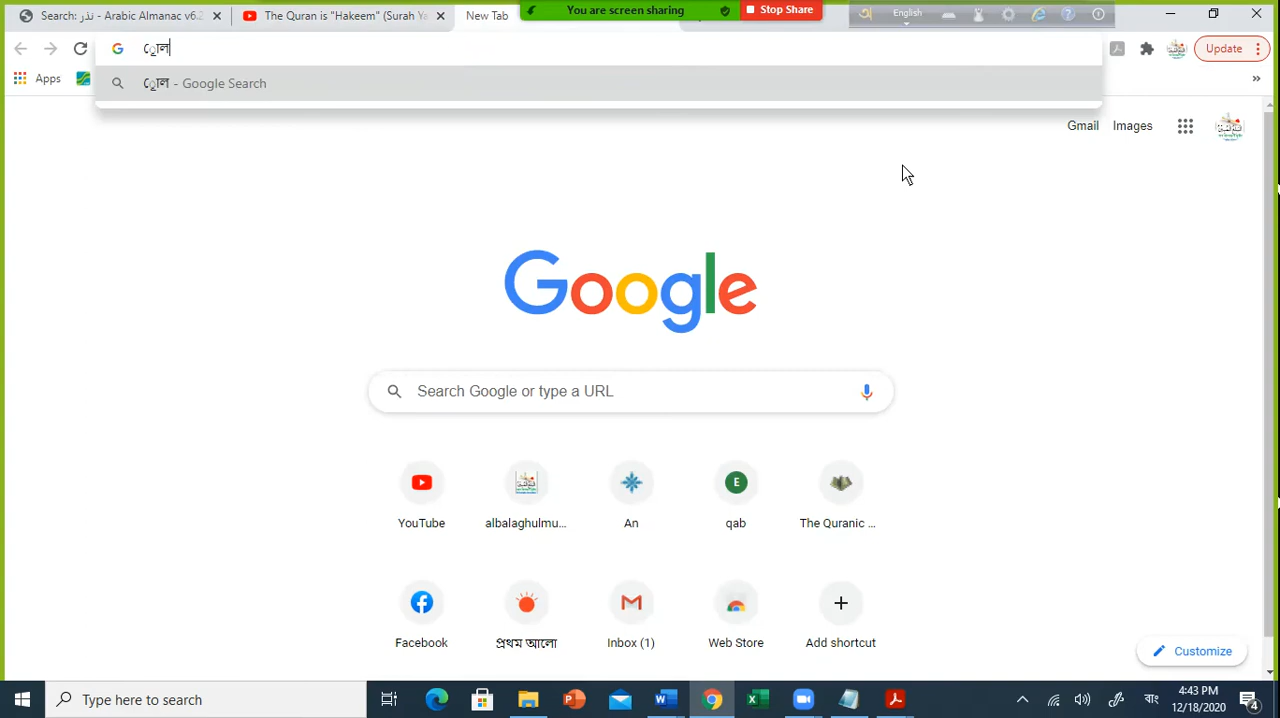 Search: نذر - Arabic Almanac v6.2
The Quran is "Hakeem" (Surah Ya
New Tab
You are screen sharing
Stop Share
English
Update
Apps
- Google Search
Gmail
Images
Google
Search Google or type a URL
YouTube
albalaghulmu...
An
E
qab
The Quranic ...
Facebook
প্রথম আলো
Inbox (1)
Web Store
Add shortcut
Customize
Type here to search
বাং
4:43 PM
12/18/2020
4